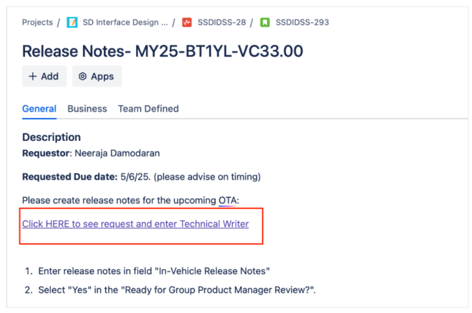 Projects / SD Interface Design ... / SSDIDSS-28 / SSDIDSS-293
Release Notes- MY25-BT1YL-VC33.00
+ Add Apps
General Business Team Defined
Description
Requestor: Neeraja Damodaran
Requested Due date: 5/6/25. (please advise on timing)
Please create release notes for the upcoming OTA:
Click HERE to see request and enter Technical Writer
1. Enter release notes in field "In-Vehicle Release Notes"
2. Select "Yes" in the "Ready for Group Product Manager Review?".